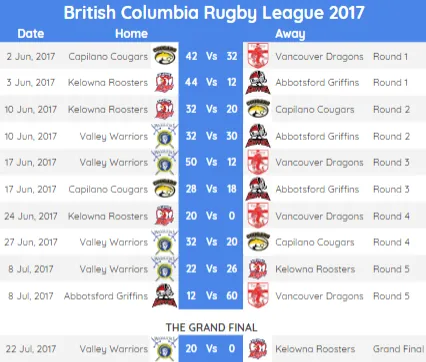 British Columbia Rugby League 2017
Date Home Away
2 Jun, 2017 Capilano Cougars 42 Vs 32 Vancouver Dragons Round 1
3 Jun, 2017 Kelowna Roosters 44 Vs 12 Abbotsford Griffins Round 1
10 Jun, 2017 Kelowna Roosters 32 Vs 20 Capilano Cougars Round 2
10 Jun, 2017 Valley Warriors 32 Vs 30 Abbotsford Griffins Round 2
17 Jun, 2017 Valley Warriors 50 Vs 12 Vancouver Dragons Round 3
17 Jun, 2017 Capilano Cougars 28 Vs 18 Abbotsford Griffins Round 3
24 Jun, 2017 Kelowna Roosters 20 Vs 0 Vancouver Dragons Round 4
27 Jun, 2017 Valley Warriors 32 Vs 20 Capilano Cougars Round 4
8 Jul, 2017 Valley Warriors 22 Vs 26 Kelowna Roosters Round 5
8 Jul, 2017 Abbotsford Griffins 12 Vs 60 Vancouver Dragons Round 5
THE GRAND FINAL
22 Jul, 2017 Valley Warriors 20 Vs 0 Kelowna Roosters Grand Final